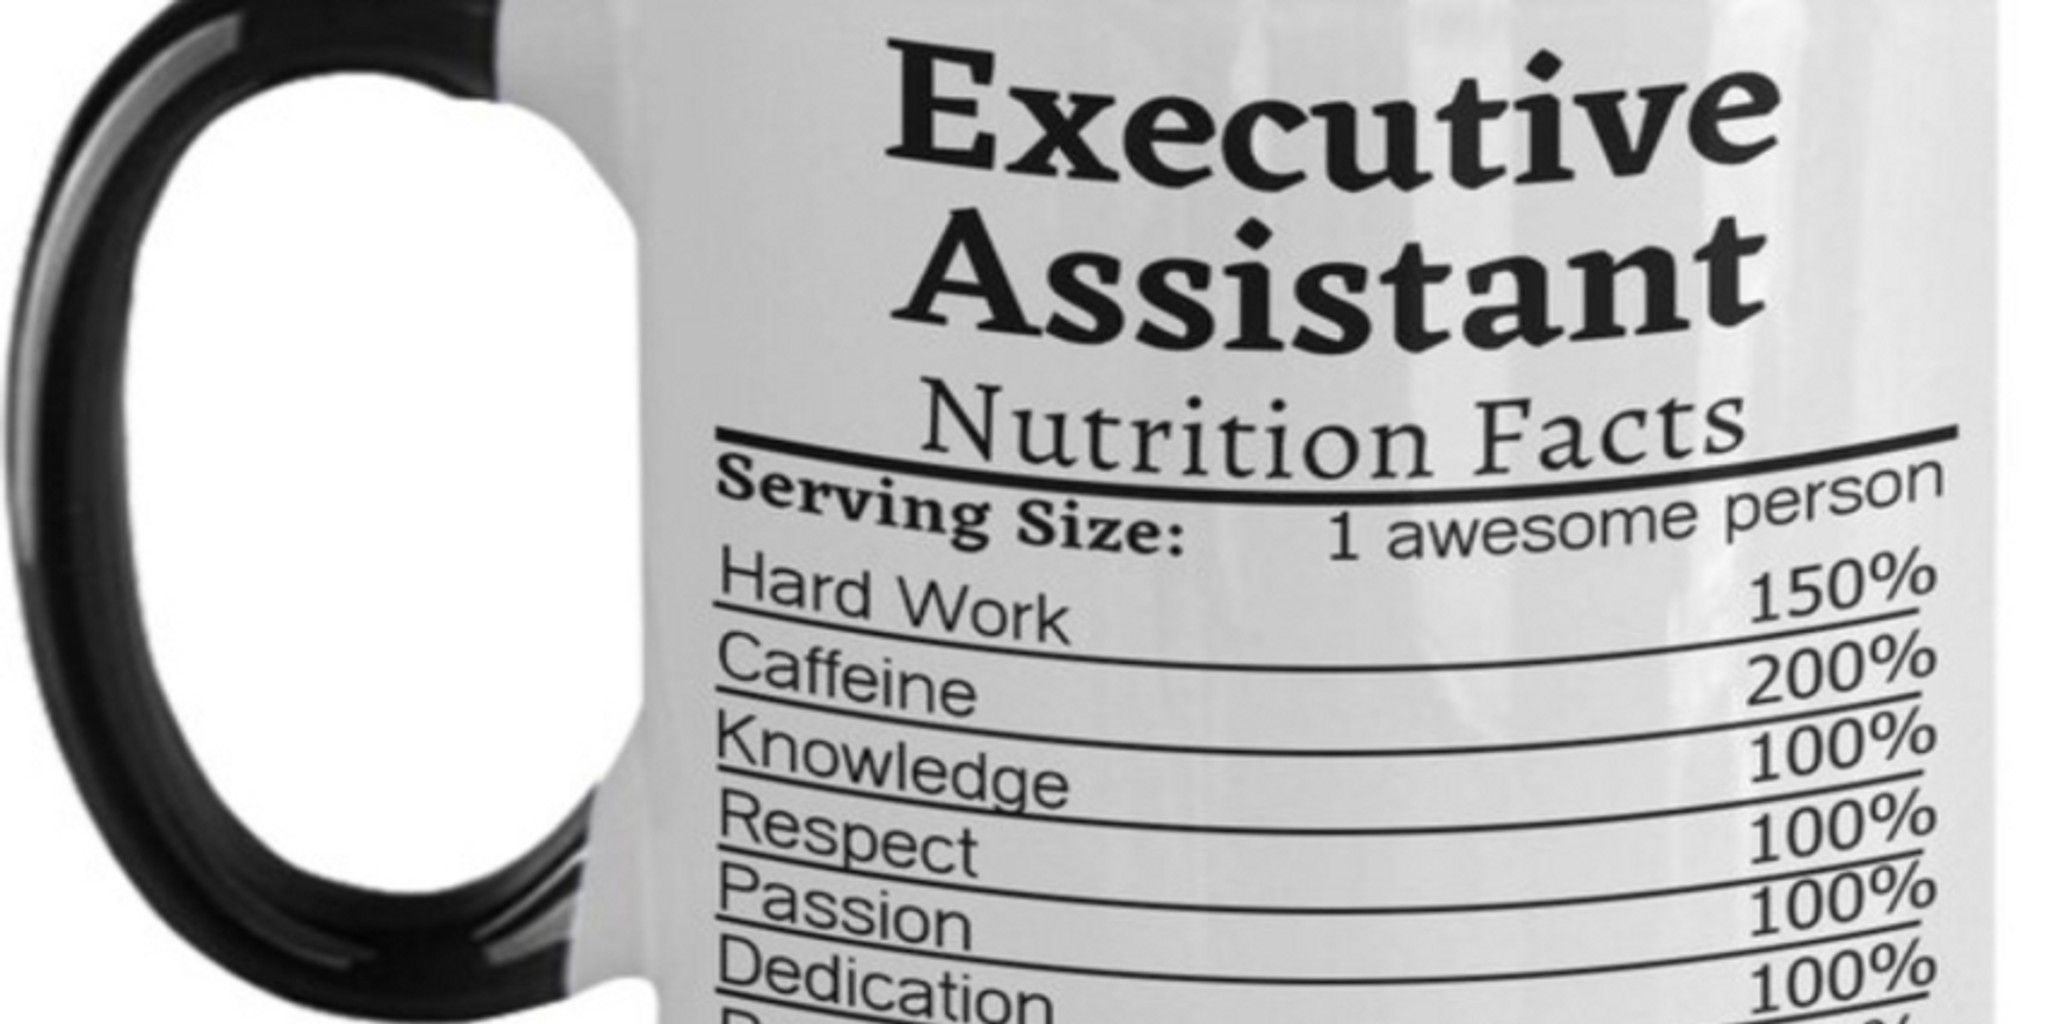 Executive
Assistant
Nutrition Facts
Serving Size: 1 awesome person
Hard Work 150%
Caffeine 200%
Knowledge 100%
Respect 100%
Passion 100%
Dedication 100%